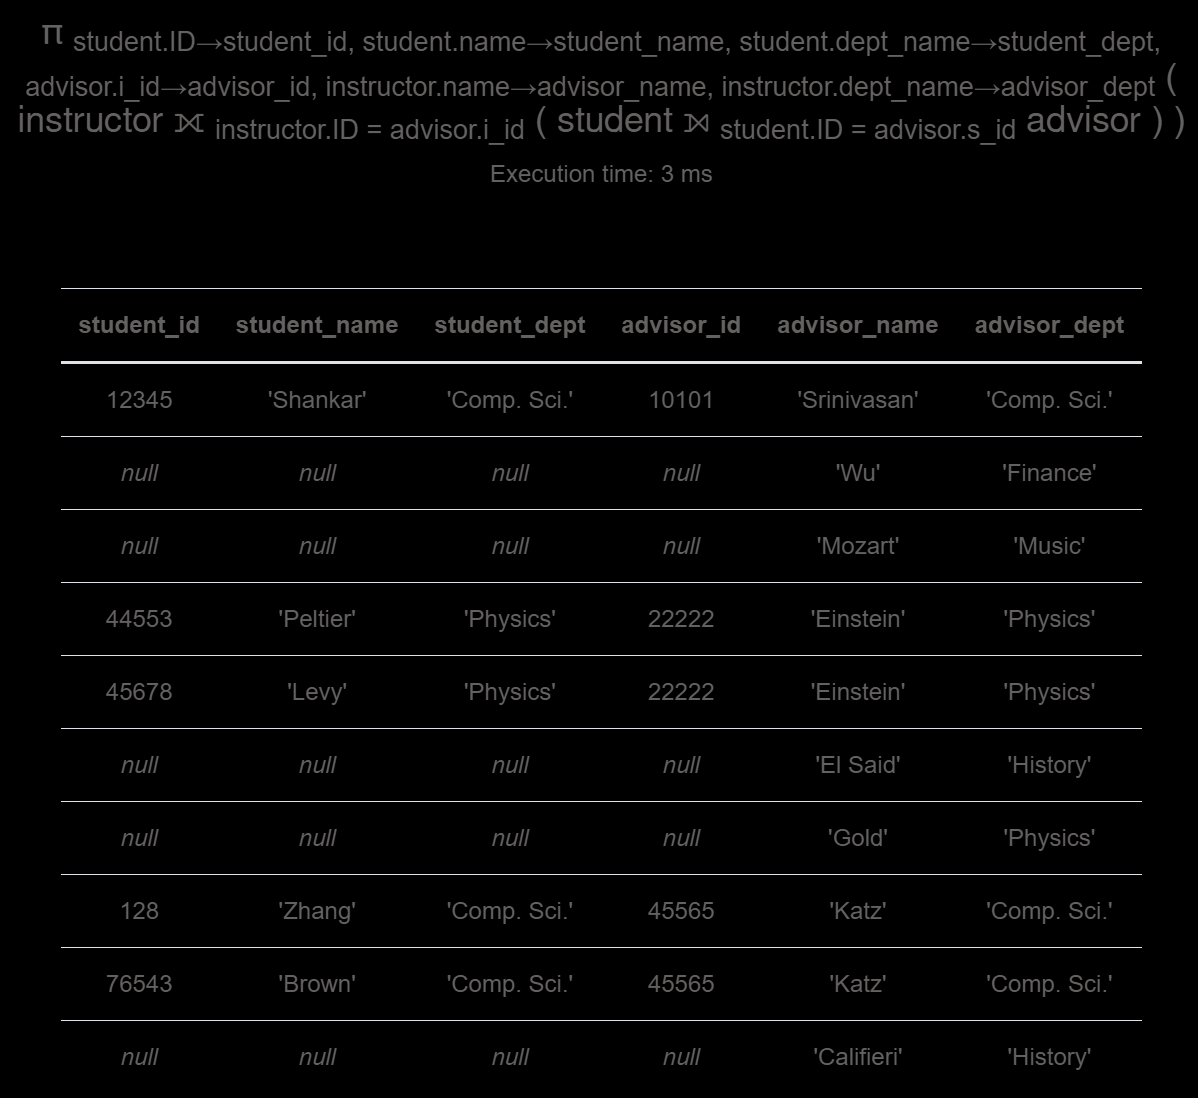 π student.ID→student_id, student.name→student_name, student.dept_name→student_dept,
advisor.i_id→advisor_id, instructor.name→advisor_name, instructor.dept_name→advisor_dept (
instructor ⟕ instructor.ID = advisor.i_id ( student ⟖ student.ID = advisor.s_id advisor ) )
Execution time: 3 ms
student_id student_name student_dept advisor_id advisor_name advisor_dept
12345 'Shankar' 'Comp. Sci.' 10101 'Srinivasan' 'Comp. Sci.'
null null null null 'Wu' 'Finance'
null null null null 'Mozart' 'Music'
44553 'Peltier' 'Physics' 22222 'Einstein' 'Physics'
45678 'Levy' 'Physics' 22222 'Einstein' 'Physics'
null null null null 'El Said' 'History'
null null null null 'Gold' 'Physics'
128 'Zhang' 'Comp. Sci.' 45565 'Katz' 'Comp. Sci.'
76543 'Brown' 'Comp. Sci.' 45565 'Katz' 'Comp. Sci.'
null null null null 'Califieri' 'History'